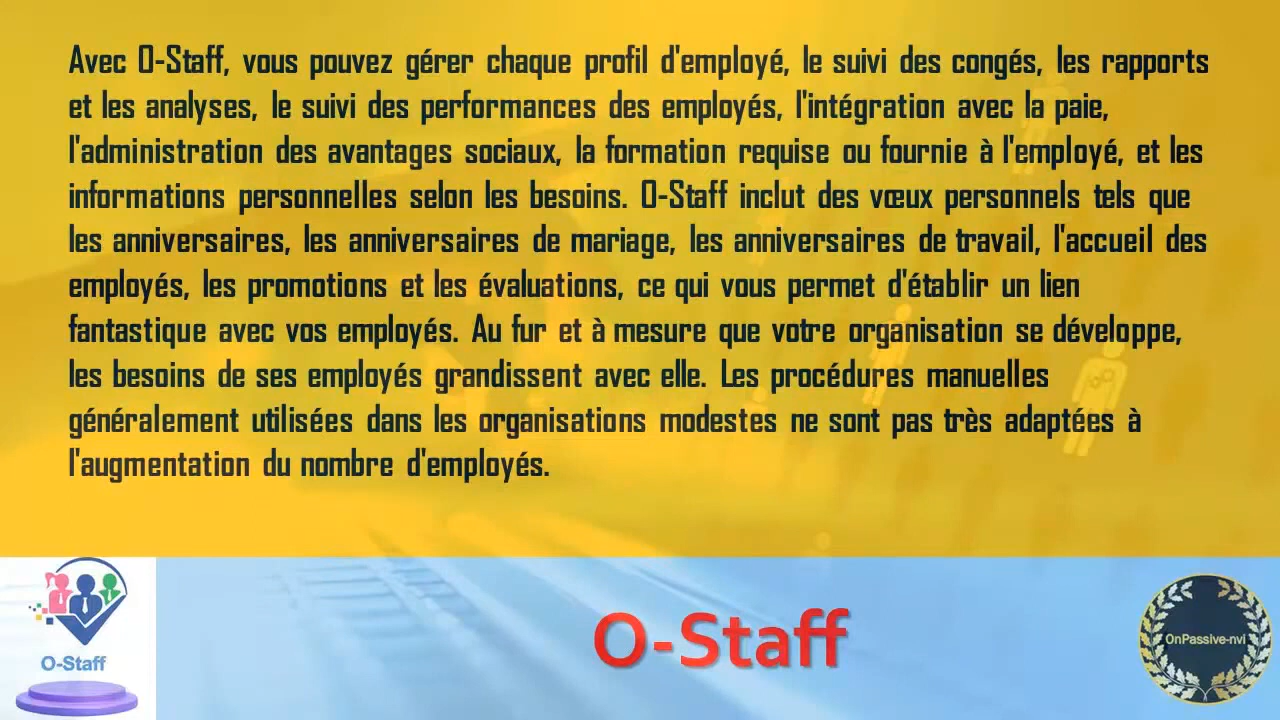 Avec O-Staff, vous pouvez gérer chaque profil d'employé, le suivi des congés, les rapports
et les analyses, le suivi des performances des employés, l'intégration avec la paie,
l'administration des avantages sociaux, la formation requise ou fournie à l'employé, et les
informations personnelles selon les besoins. O-Staff inclut des vœux personnels tels que
les anniversaires, les anniversaires de mariage, les anniversaires de travail, l'accueil des
employés, les promotions et les évaluations, ce qui vous permet d'établir un lien
fantastique avec vos employés. Au fur et à mesure que votre organisation se développe,
les besoins de ses employés grandissent avec elle. Les procédures manuelles
généralement utilisées dans les organisations modestes ne sont pas très adaptées à
l'augmentation du nombre d'employés.
O-Staff
O-Staff
OnPassive-nvi